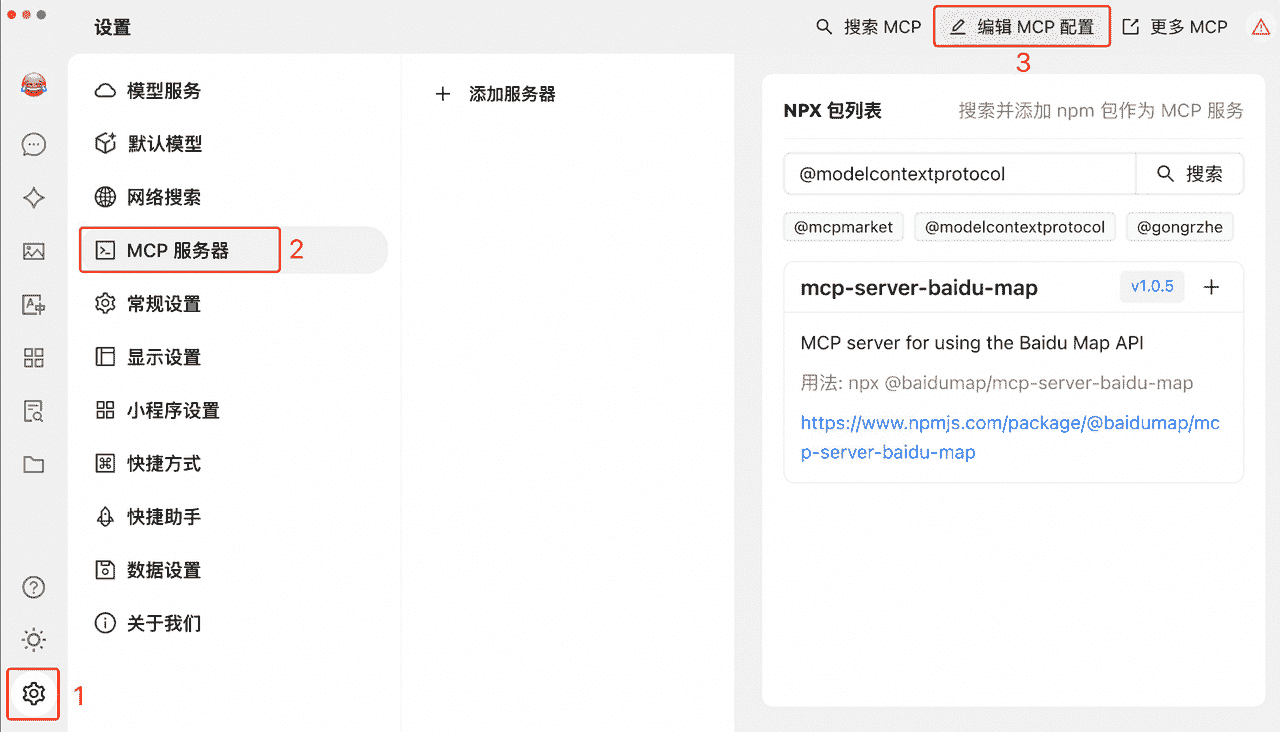 设置
搜索 MCP
编辑 MCP 配置
更多 MCP
3
模型服务
默认模型
网络搜索
MCP 服务器
2
常规设置
显示设置
小程序设置
快捷方式
快捷助手
数据设置
关于我们
1
添加服务器
NPX 包列表
搜索并添加 npm 包作为 MCP 服务
@modelcontextprotocol
搜索
@mcpmarket
@modelcontextprotocol
@gongrzhe
mcp-server-baidu-map
v1.0.5
MCP server for using the Baidu Map API
用法: npx @baidumap/mcp-server-baidu-map
https://www.npmjs.com/package/@baidumap/mc
p-server-baidu-map